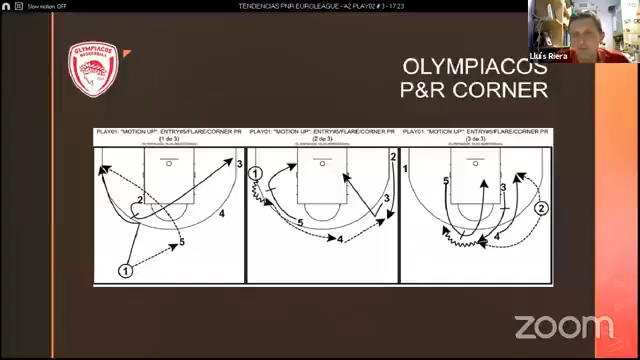 Slow motion: OFF
TENDENCIAS PNR EUROLEAGUE - A2 PLAY02 #3 - 17:23
Lluís Riera
OLYMPIACOS
BASKETBALL
OLYMPIACOS
P&R CORNER
PLAY01: "MOTION UP": ENTRY#5/FLARE/CORNER PR
(1 de 3)
3
2
4
5
1
PLAY01: "MOTION UP": ENTRY#5/FLARE/CORNER PR
(2 de 3)
1
2
3
5
4
PLAY01: "MOTION UP": ENTRY#5/FLARE/CORNER PR
(3 de 3)
1
5
3
2
4
zoom